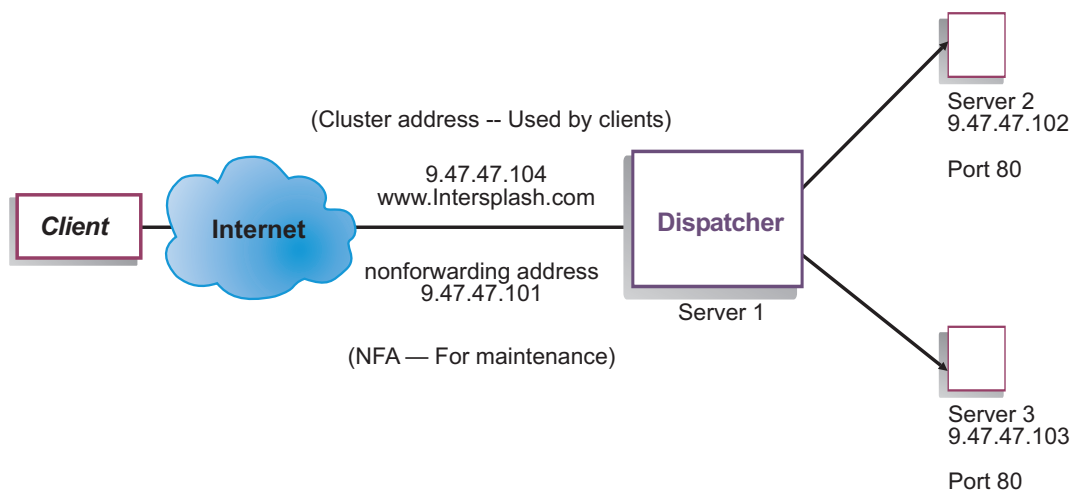 Client
Internet
(Cluster address -- Used by clients)
9.47.47.104
www.Intersplash.com
nonforwarding address
9.47.47.101
(NFA — For maintenance)
Dispatcher
Server 1
Server 2
9.47.47.102
Port 80
Server 3
9.47.47.103
Port 80